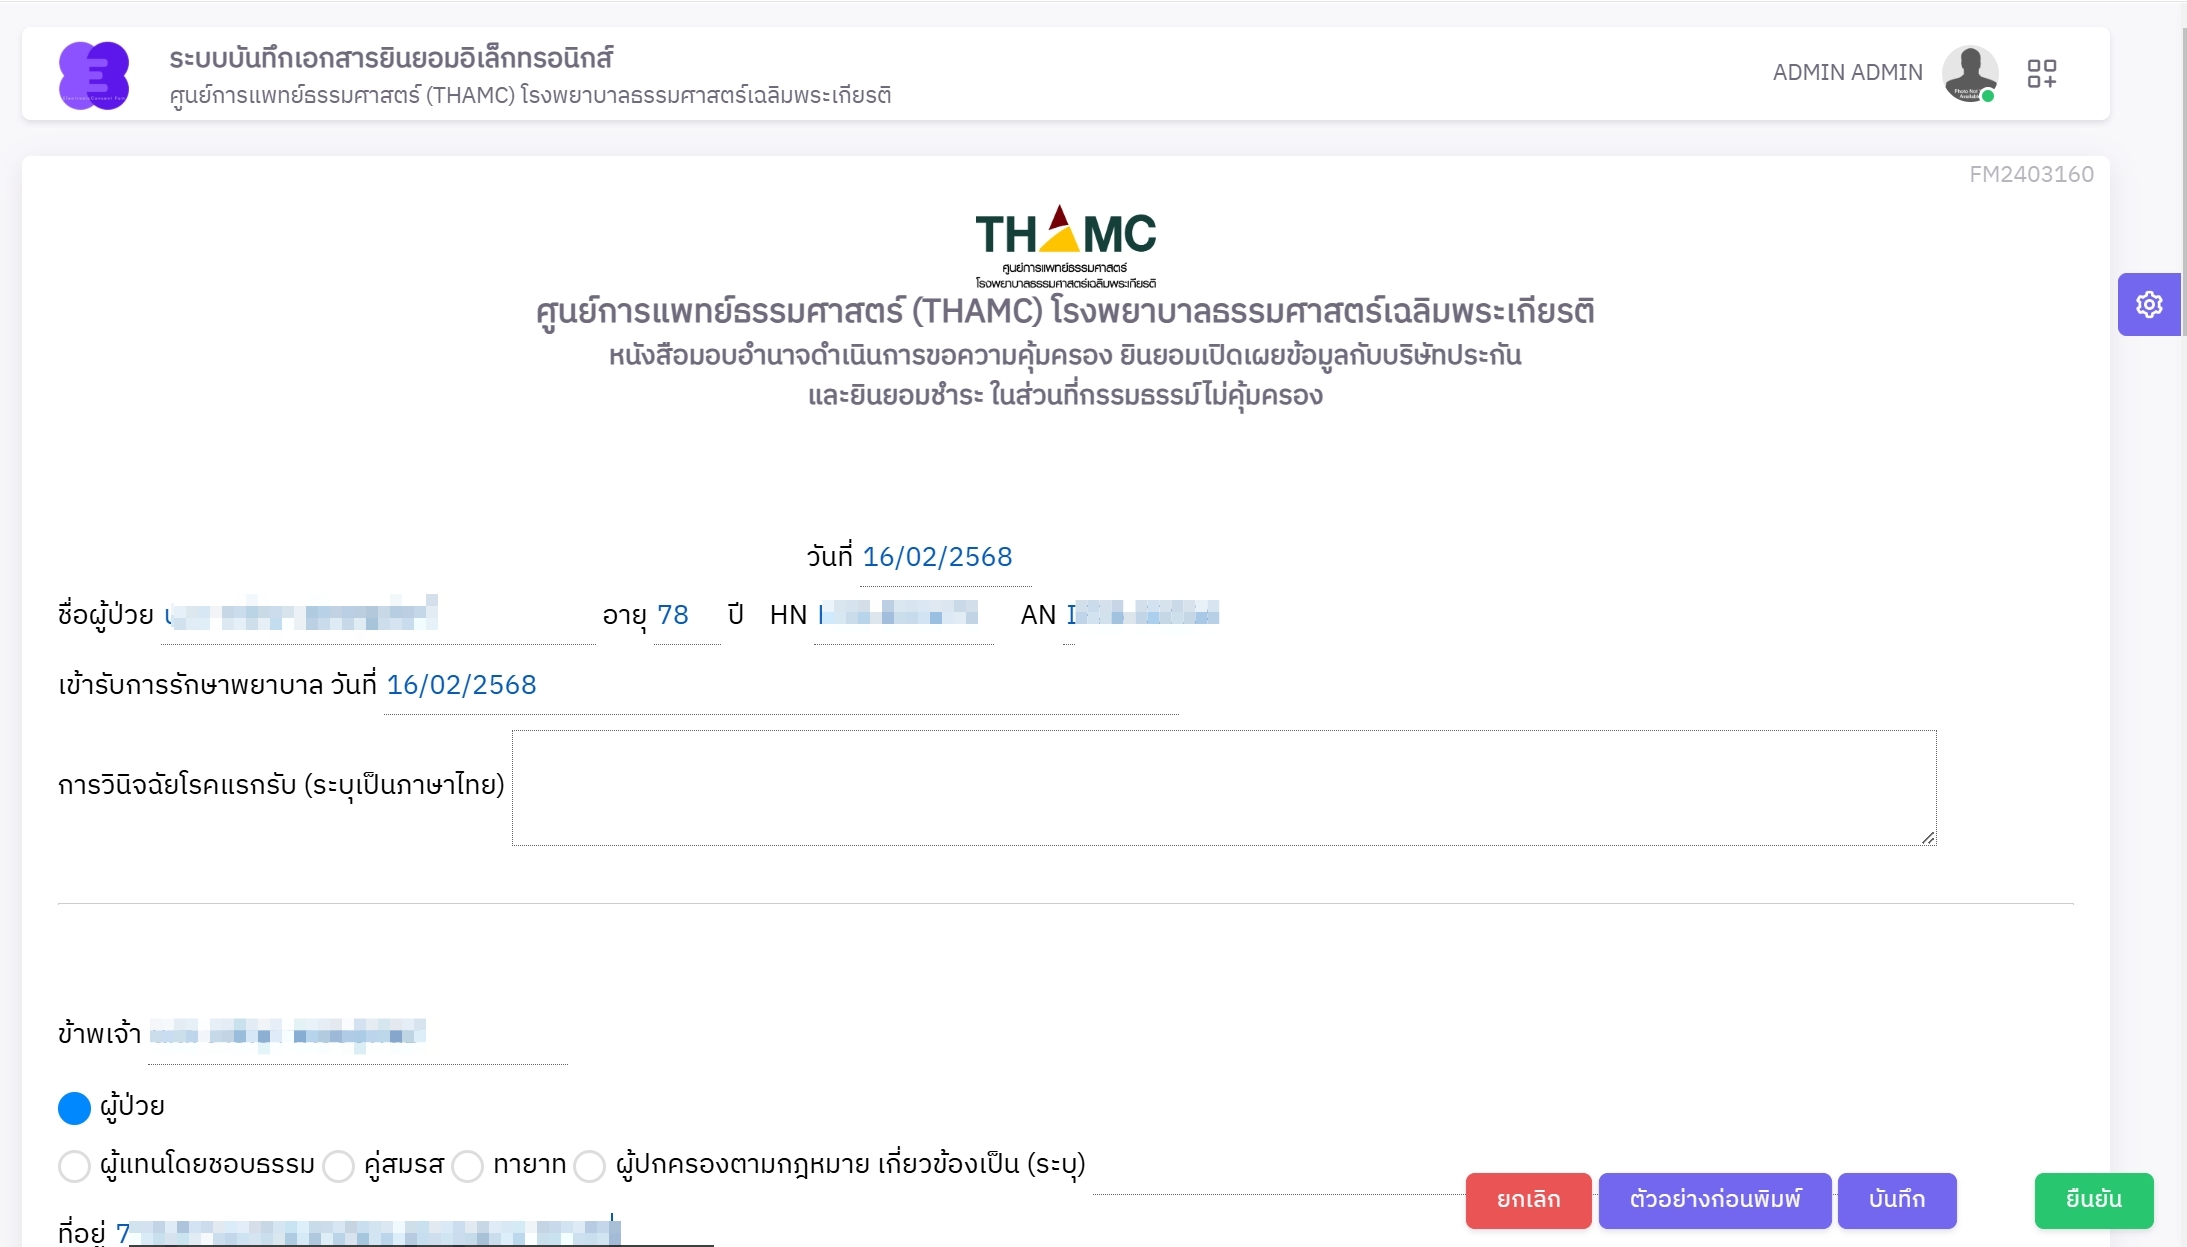 ระบบบันทึกเอกสารยินยอมอิเล็กทรอนิกส์
ศูนย์การแพทย์ธรรมศาสตร์ (THAMC) โรงพยาบาลธรรมศาสตร์เฉลิมพระเกียรติ
ADMIN ADMIN
FM2403160
THAMC
ศูนย์การแพทย์ธรรมศาสตร์
โรงพยาบาลธรรมศาสตร์เฉลิมพระเกียรติ
ศูนย์การแพทย์ธรรมศาสตร์ (THAMC) โรงพยาบาลธรรมศาสตร์เฉลิมพระเกียรติ
หนังสือมอบอำนาจดำเนินการขอความคุ้มครอง ยินยอมเปิดเผยข้อมูลกับบริษัทประกัน
และยินยอมชำระ ในส่วนที่กรรมธรรม์ไม่คุ้มครอง
วันที่ 16/02/2568
ชื่อผู้ป่วย อายุ 78 ปี HN AN
เข้ารับการรักษาพยาบาล วันที่ 16/02/2568
การวินิจฉัยโรคแรกรับ (ระบุเป็นภาษาไทย)
ข้าพเจ้า
ผู้ป่วย
ผู้แทนโดยชอบธรรม คู่สมรส ทายาท ผู้ปกครองตามกฎหมาย เกี่ยวข้องเป็น (ระบุ)
ที่อยู่ 7
ยกเลิก ตัวอย่างก่อนพิมพ์ บันทึก ยืนยัน